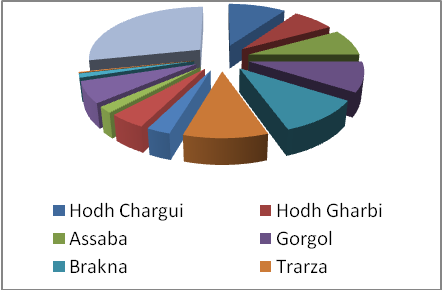 Hodh Chargui Hodh Gharbi
Assaba Gorgol
Brakna Trarza